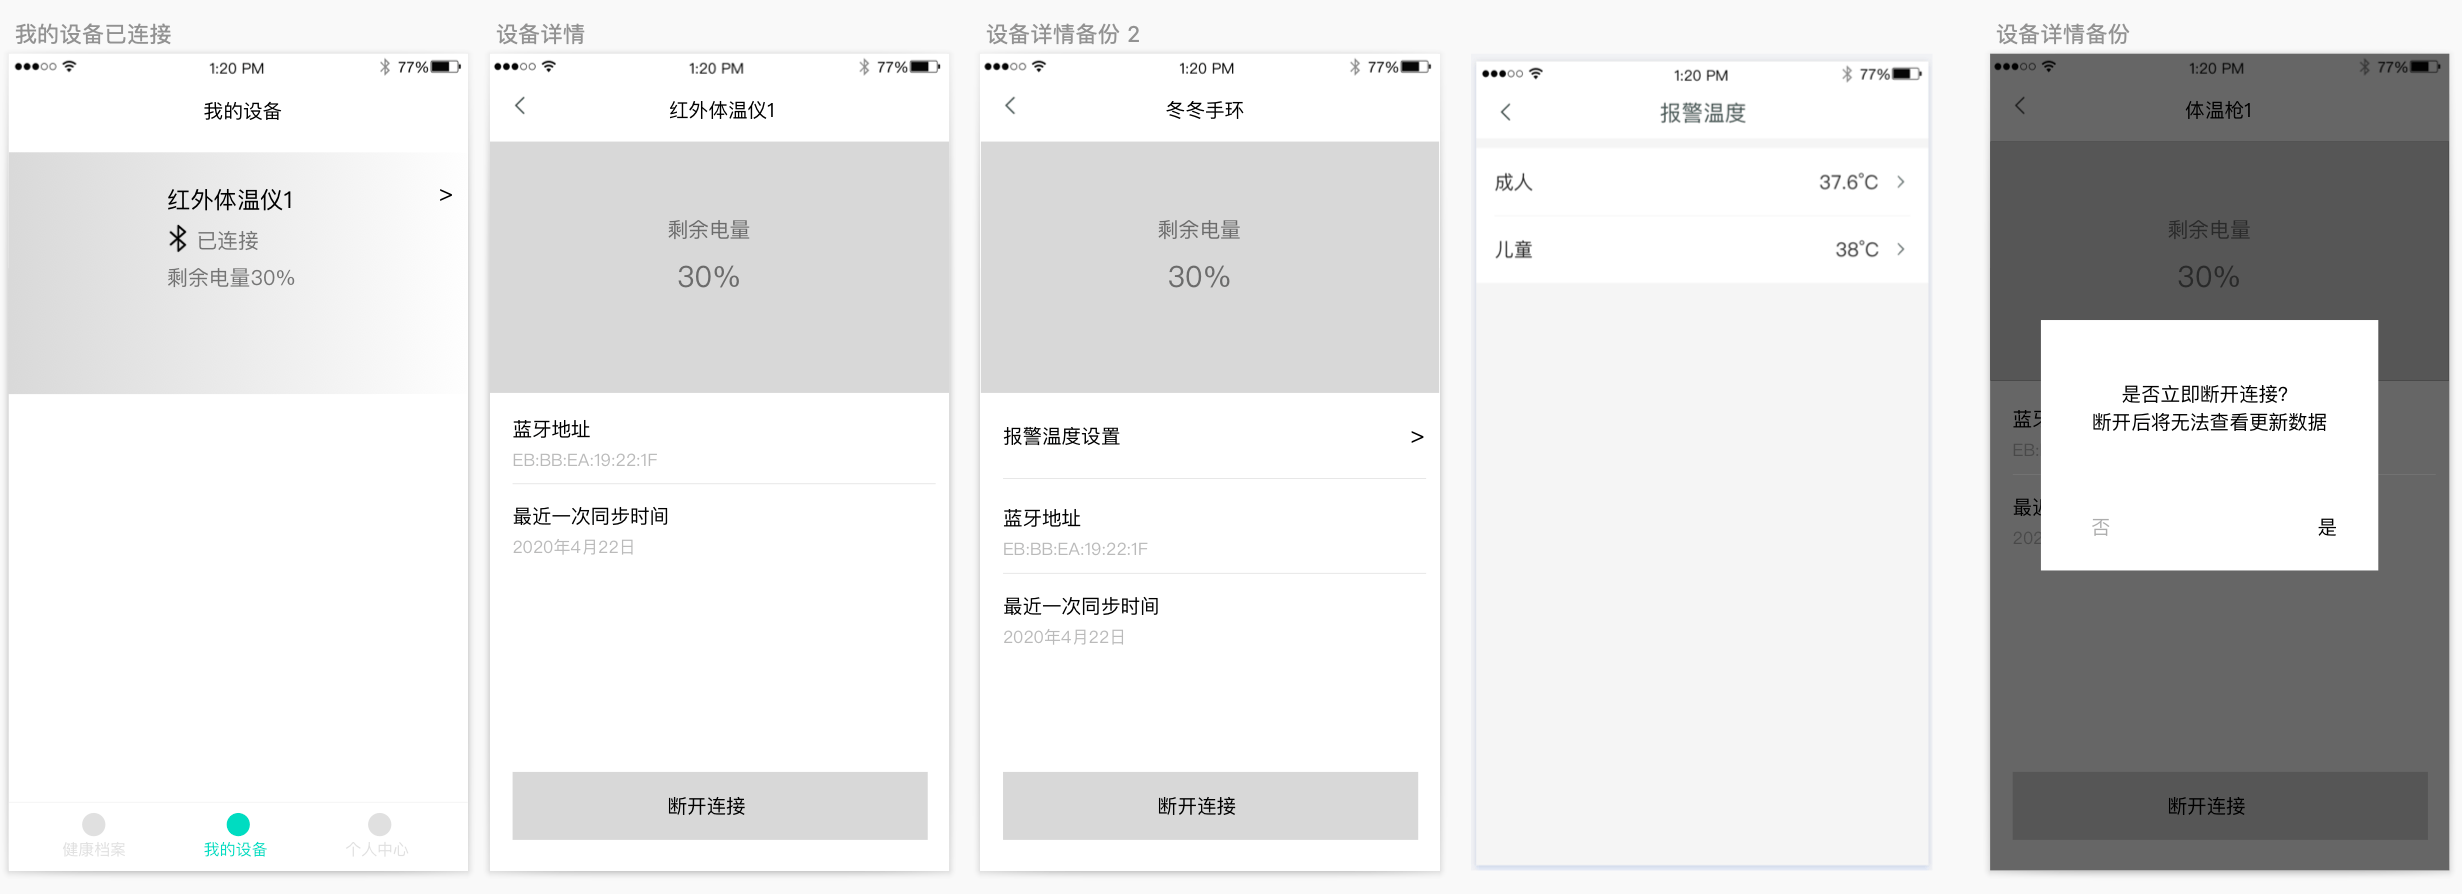 我的设备已连接
1:20 PM
77%
我的设备
红外体温仪1
>
已连接
剩余电量30%
健康档案
我的设备
个人中心
设备详情
1:20 PM
77%
红外体温仪1
剩余电量
30%
蓝牙地址
EB:BB:EA:19:22:1F
最近一次同步时间
2020年4月22日
断开连接
设备详情备份 2
1:20 PM
77%
冬冬手环
剩余电量
30%
报警温度设置
>
蓝牙地址
EB:BB:EA:19:22:1F
最近一次同步时间
2020年4月22日
断开连接
1:20 PM
77%
报警温度
成人
37.6°C
儿童
38°C
设备详情备份
1:20 PM
77%
体温枪1
剩余电量
30%
蓝牙
EB:
最近
202
是否立即断开连接?
断开后将无法查看更新数据
否
是
断开连接